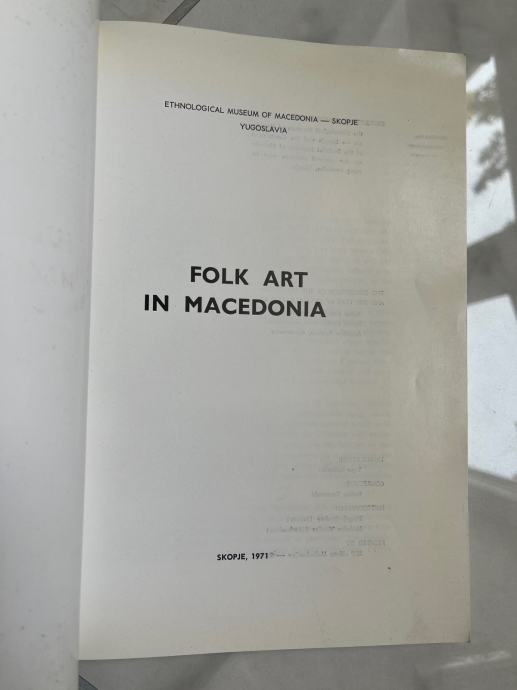 ETHNOLOGICAL MUSEUM OF MACEDONIA — SKOPJE
YUGOSLAVIA
FOLK ART
IN MACEDONIA
SKOPJE, 1971